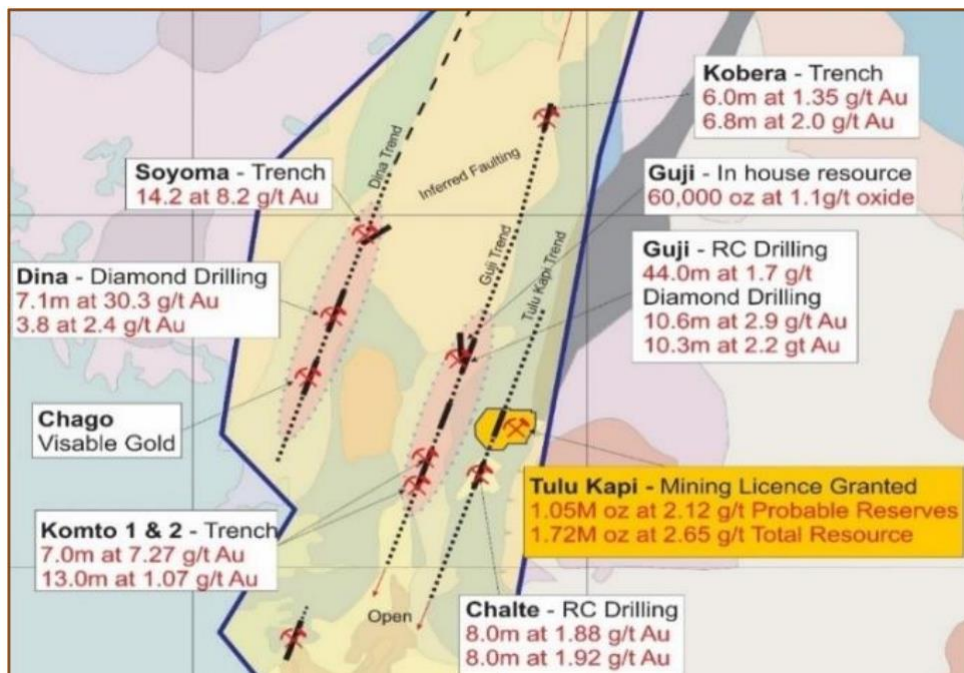 Kobera - Trench
6.0m at 1.35 g/t Au
6.8m at 2.0 g/t Au
Dina Trend
Inferred Faulting
Soyoma - Trench
14.2 at 8.2 g/t Au
Guji - In house resource
60,000 oz at 1.1g/t oxide
Guji Trend
Tulu Kapi Trend
Guji - RC Drilling
44.0m at 1.7 g/t
Diamond Drilling
10.6m at 2.9 g/t Au
10.3m at 2.2 gt Au
Dina - Diamond Drilling
7.1m at 30.3 g/t Au
3.8 at 2.4 g/t Au
Chago
Visable Gold
Tulu Kapi - Mining Licence Granted
1.05M oz at 2.12 g/t Probable Reserves
1.72M oz at 2.65 g/t Total Resource
Komto 1 & 2 - Trench
7.0m at 7.27 g/t Au
13.0m at 1.07 g/t Au
Open
Chalte - RC Drilling
8.0m at 1.88 g/t Au
8.0m at 1.92 g/t Au